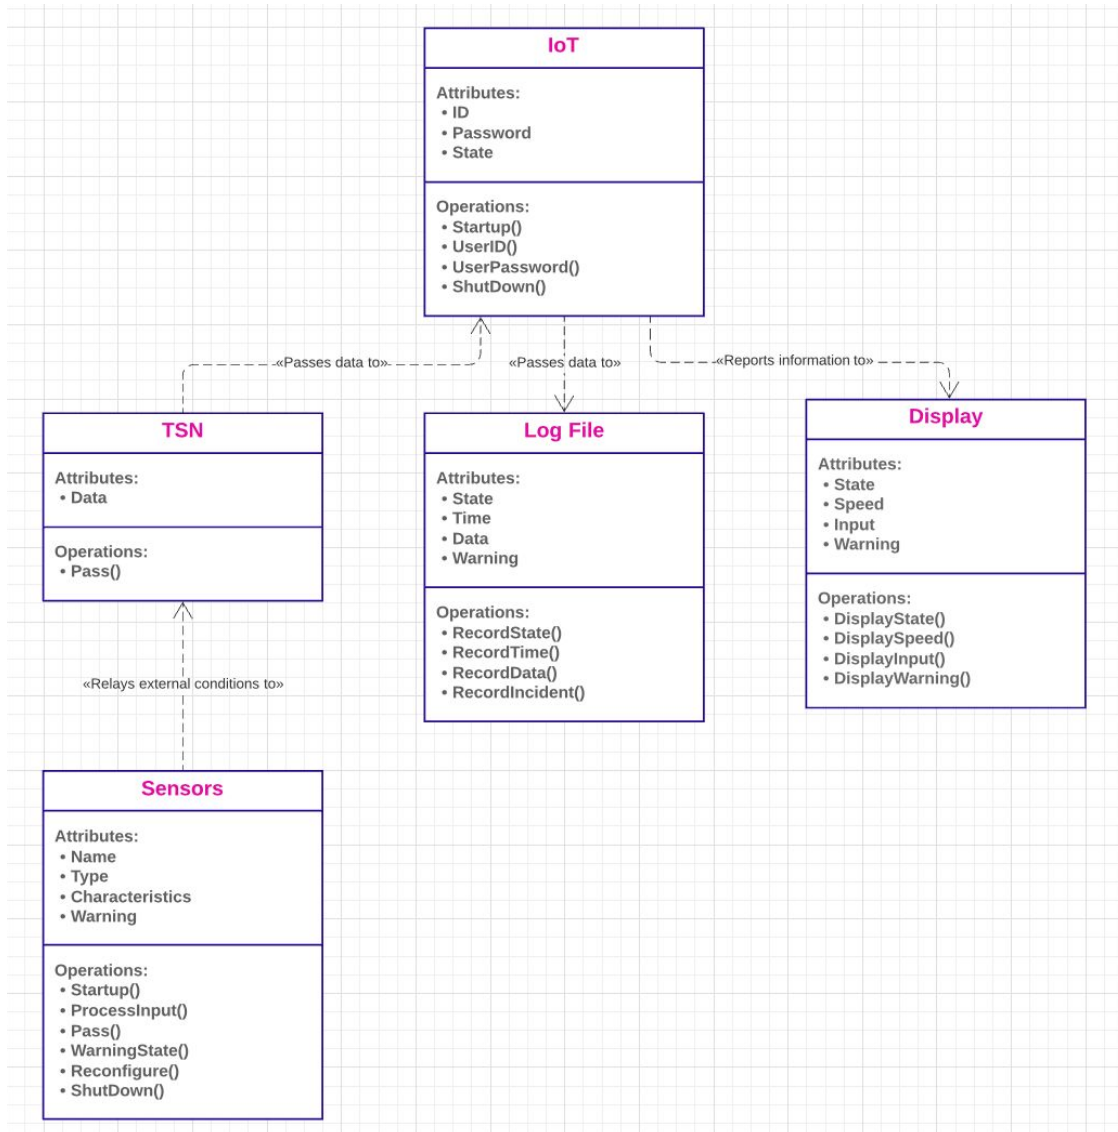 IoT
Attributes:
• ID
• Password
• State
Operations:
• Startup()
• UserID()
• UserPassword()
• ShutDown()
«Passes data to»
«Passes data to»
«Reports information to»
TSN
Attributes:
• Data
Operations:
• Pass()
Log File
Attributes:
• State
• Time
• Data
• Warning
Operations:
• RecordState()
• RecordTime()
• RecordData()
• RecordIncident()
Display
Attributes:
• State
• Speed
• Input
• Warning
Operations:
• DisplayState()
• DisplaySpeed()
• DisplayInput()
• DisplayWarning()
«Relays external conditions to»
Sensors
Attributes:
• Name
• Type
• Characteristics
• Warning
Operations:
• Startup()
• ProcessInput()
• Pass()
• WarningState()
• Reconfigure()
• ShutDown()